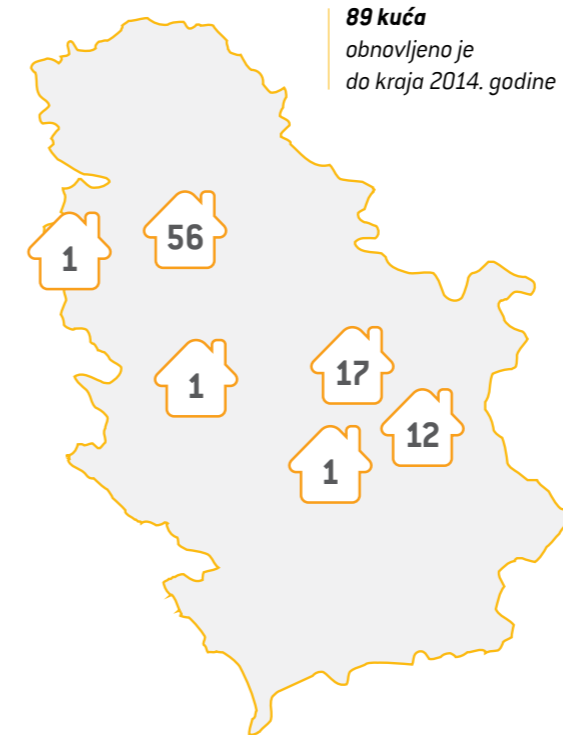 89 kuća
obnovljeno je
do kraja 2014. godine
1
56
1
17
12
1